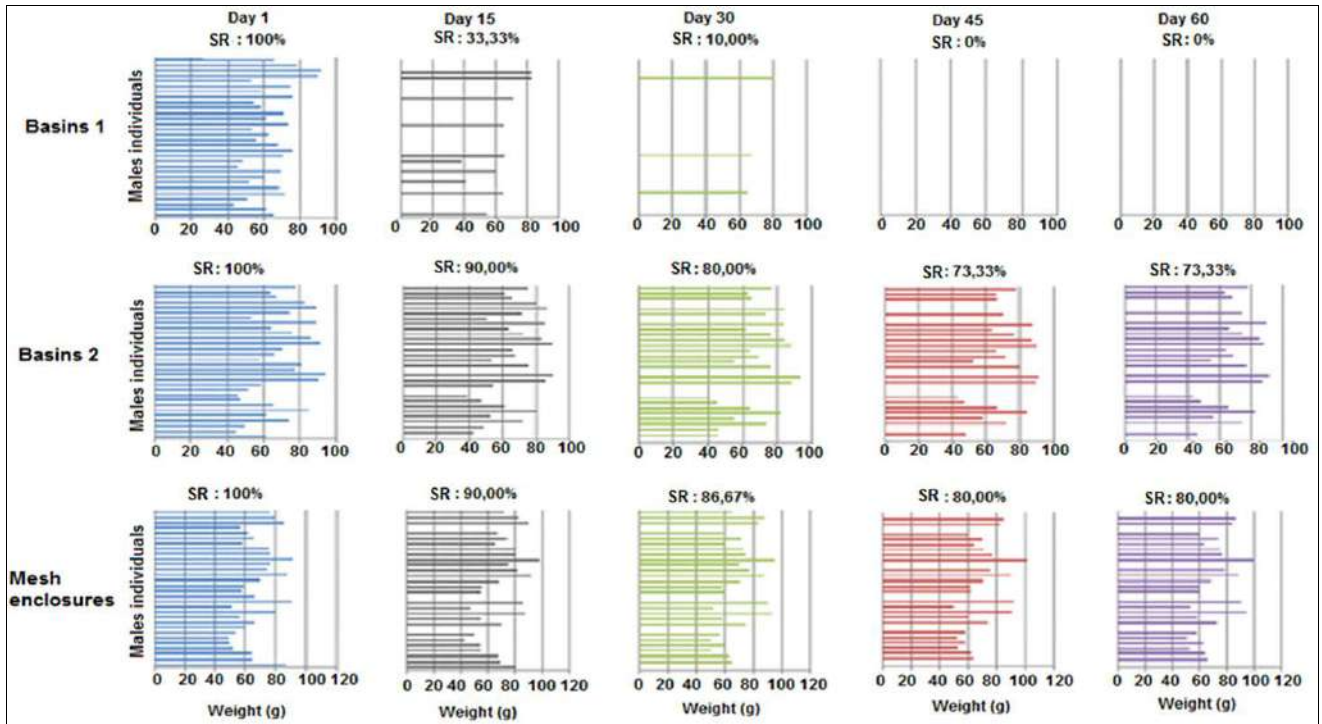 Day 1 Day 15 Day 30 Day 45 Day 60
SR : 100% SR : 33,33% SR : 10,00% SR : 0% SR : 0%
Basins 1
Males individuals
0 20 40 60 80 100 0 20 40 60 80 100 0 20 40 60 80 100 0 20 40 60 80 100 0 20 40 60 80 100
SR : 100% SR : 90,00% SR : 80,00% SR : 73,33% SR : 73,33%
Basins 2
Males individuals
0 20 40 60 80 100 0 20 40 60 80 100 0 20 40 60 80 100 0 20 40 60 80 100 0 20 40 60 80 100
SR : 100% SR : 90,00% SR : 86,67% SR : 80,00% SR : 80,00%
Mesh
enclosures
Males individuals
0 20 40 60 80 100 120 0 20 40 60 80 100 120 0 20 40 60 80 100 120 0 20 40 60 80 100 120 0 20 40 60 80 100 120
Weight (g) Weight (g) Weight (g) Weight (g) Weight (g)